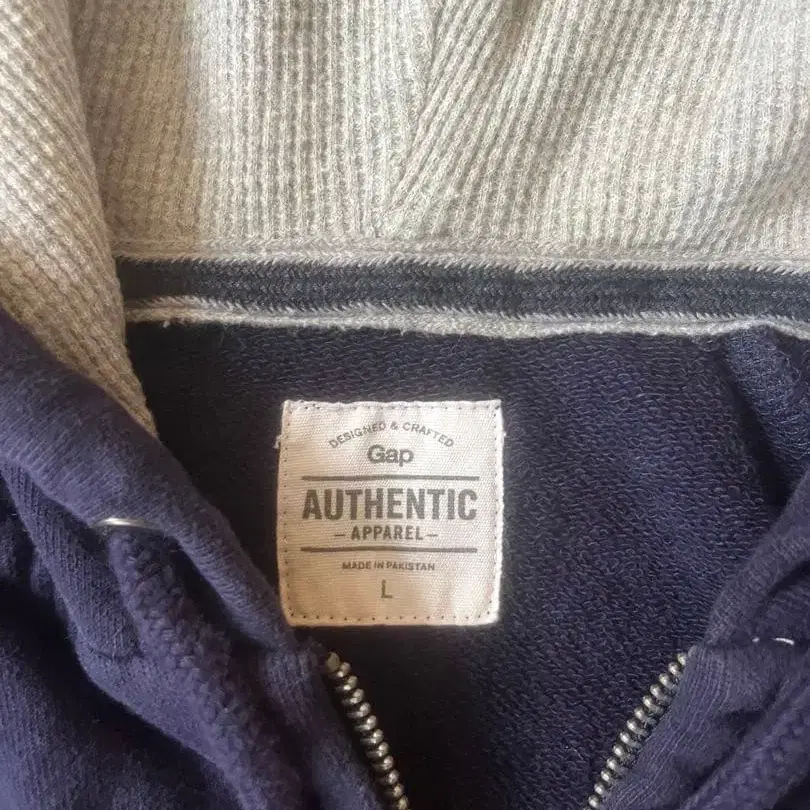 DESIGNED & CRAFTED
Gap
AUTHENTIC
- APPAREL -
MADE IN PAKISTAN
L